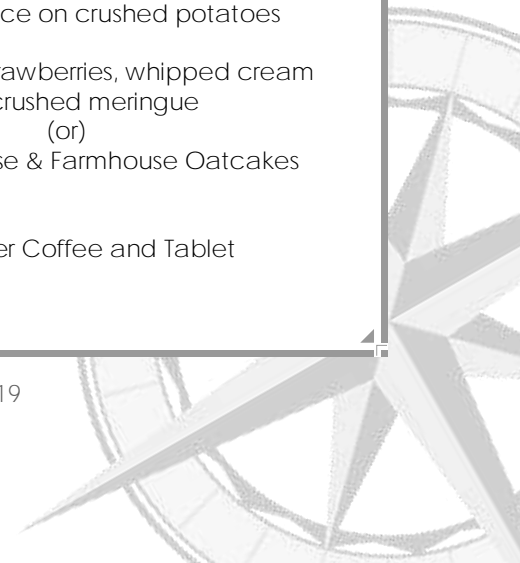 ce on crushed potatoes
rawberries, whipped cream
crushed meringue
(or)
se & Farmhouse Oatcakes
er Coffee and Tablet
19